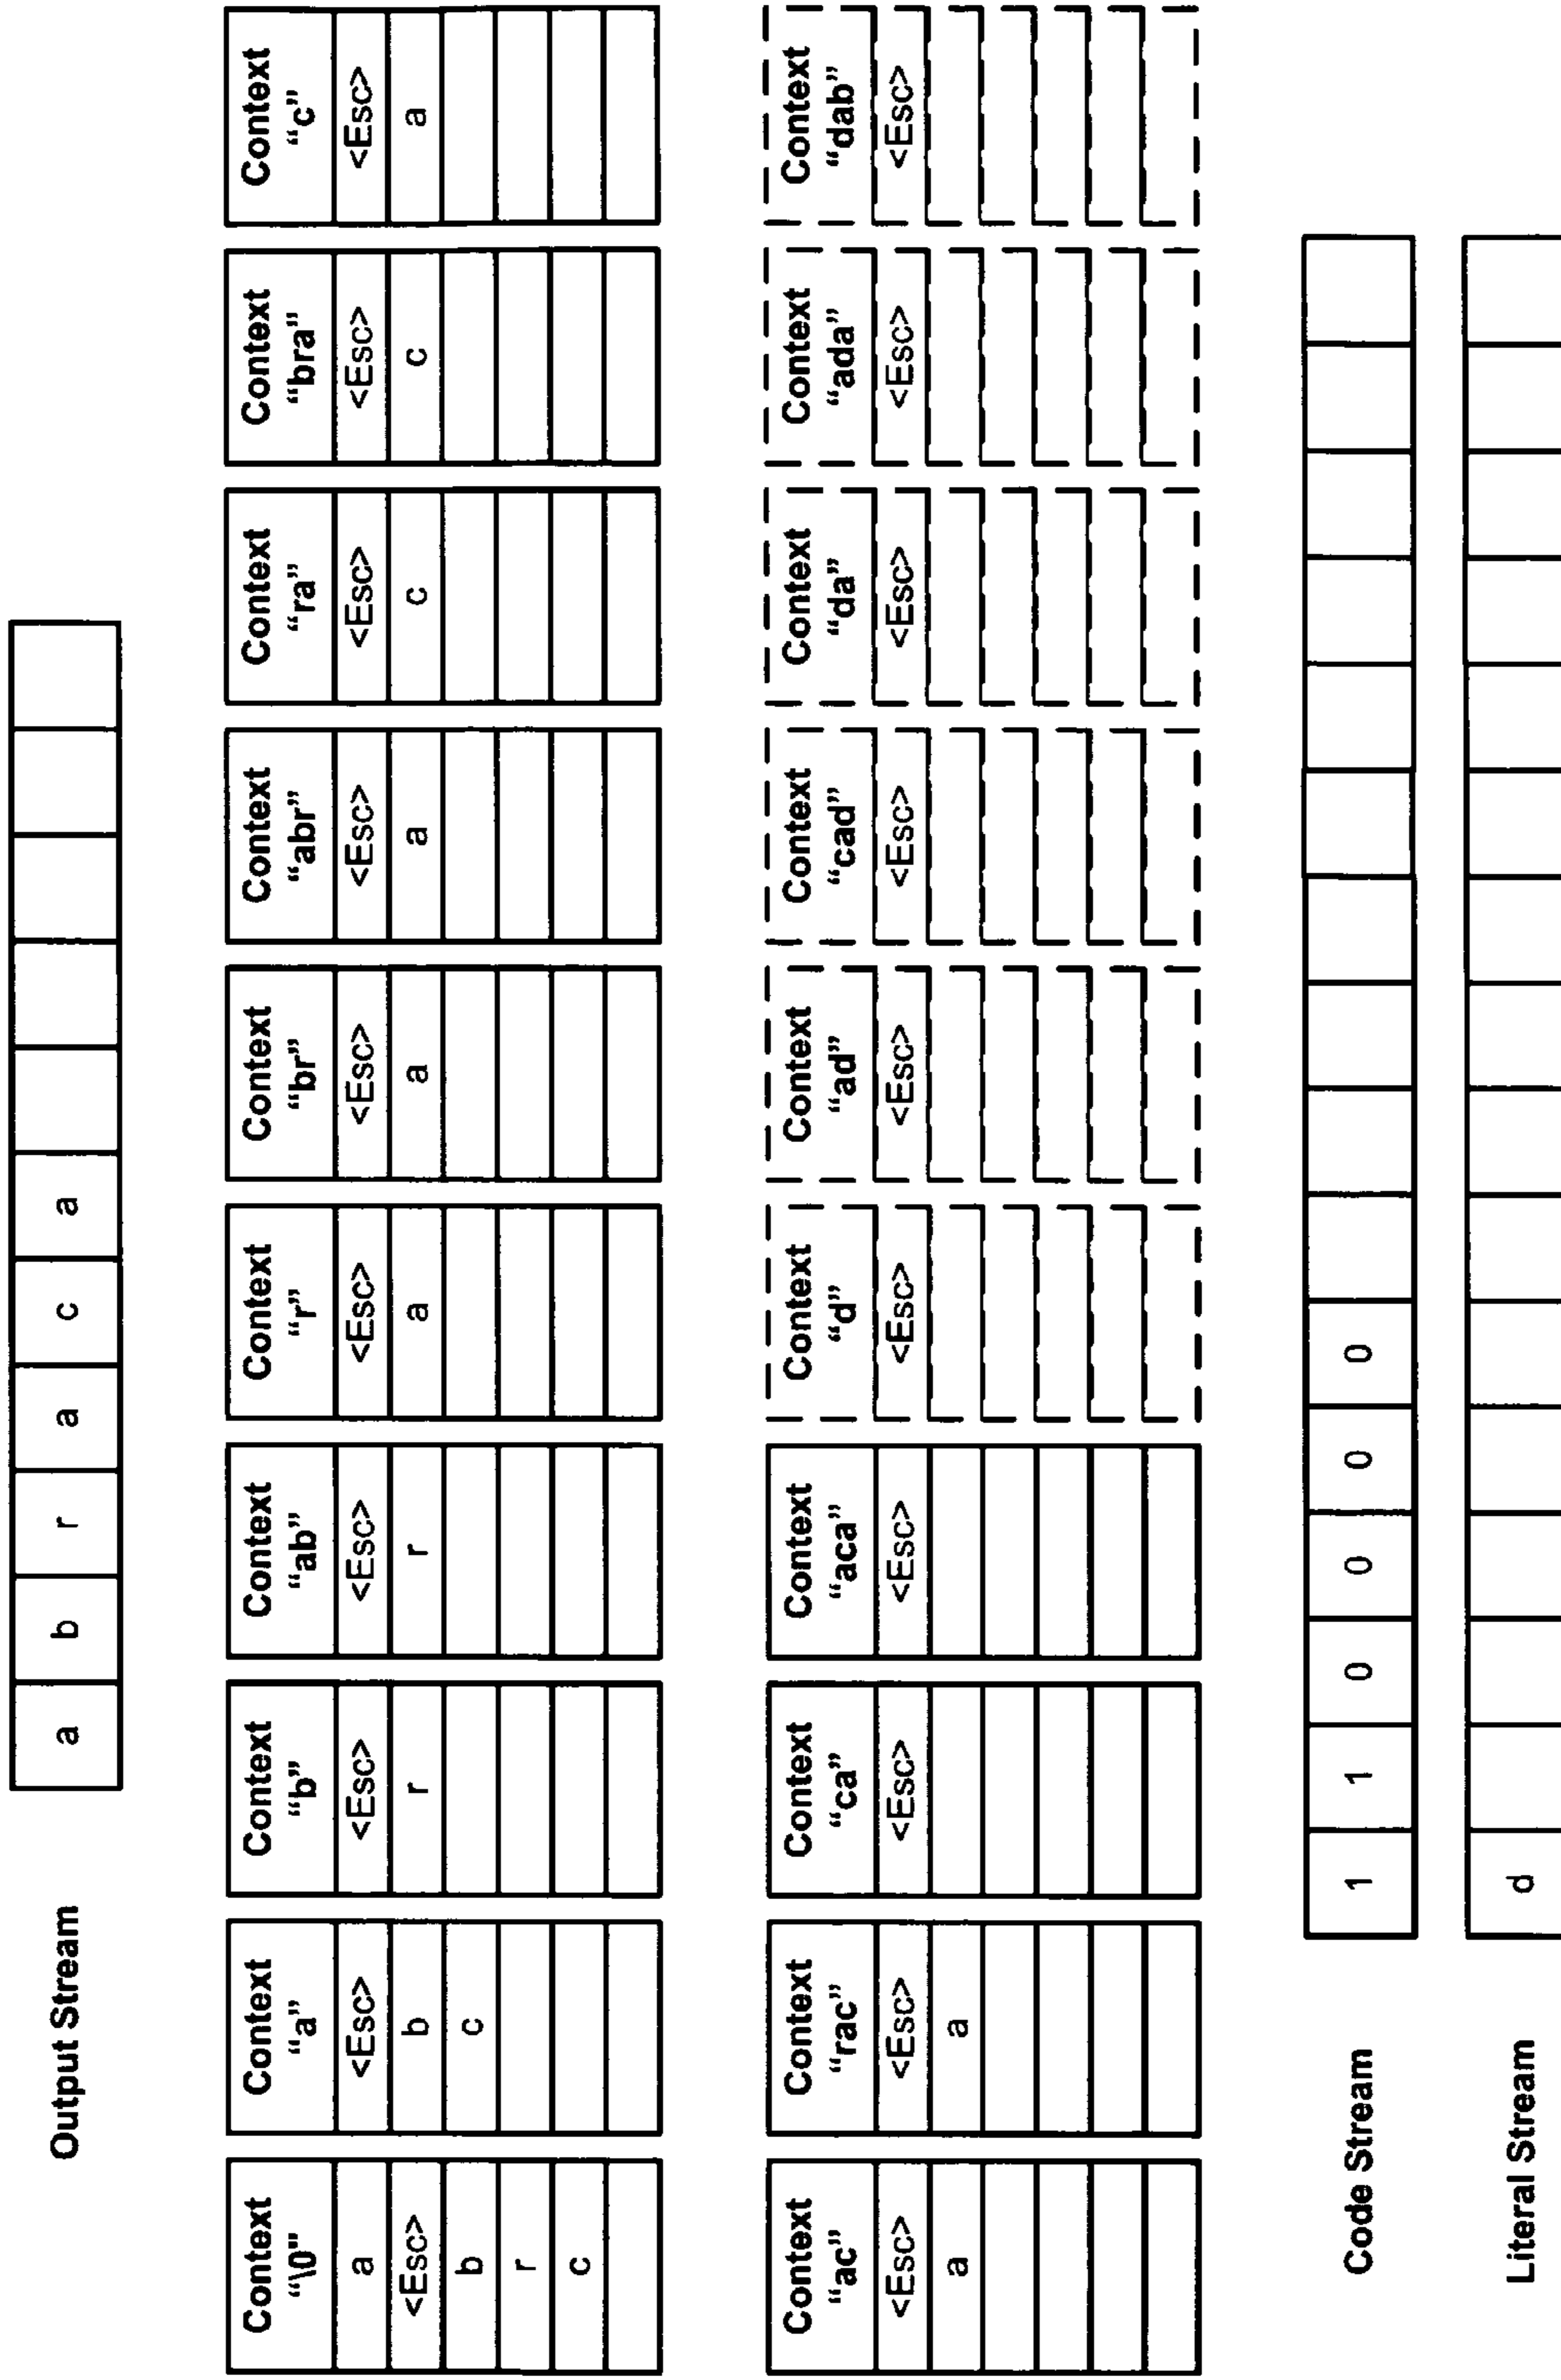 Output Stream
a b r a c a
Context "\0"
a
<Esc>
b
r
c
Context "a"
<Esc>
b
c
Context "b"
<Esc>
r
Context "ab"
<Esc>
r
Context "r"
<Esc>
a
Context "br"
<Esc>
a
Context "abr"
<Esc>
a
Context "ra"
<Esc>
c
Context "bra"
<Esc>
c
Context "c"
<Esc>
a
Context "ac"
<Esc>
a
Context "rac"
<Esc>
a
Context "ca"
<Esc>
Context "aca"
<Esc>
Context "d"
<Esc>
Context "ad"
<Esc>
Context "cad"
<Esc>
Context "da"
<Esc>
Context "ada"
<Esc>
Context "dab"
<Esc>
Code Stream
1 1 0 0 0 0
Literal Stream
d